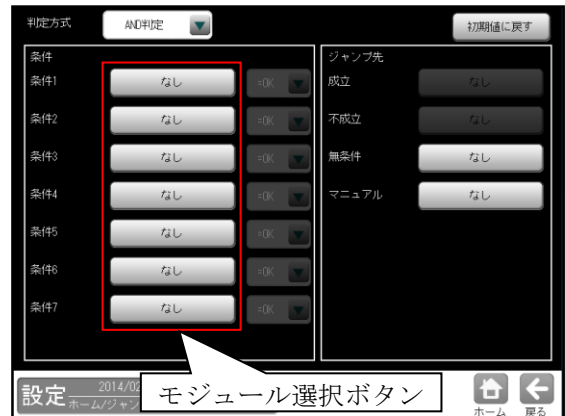 判定方式 AND判定 初期値に戻す
条件 ジャンプ先
条件1 なし =OK 成立 なし
条件2 なし =OK 不成立 なし
条件3 なし =OK 無条件 なし
条件4 なし =OK マニュアル なし
条件5 なし =OK
条件6 なし =OK
条件7 なし =OK
モジュール選択ボタン
設定 2014/02
ホーム/ジャン
ホーム 戻る